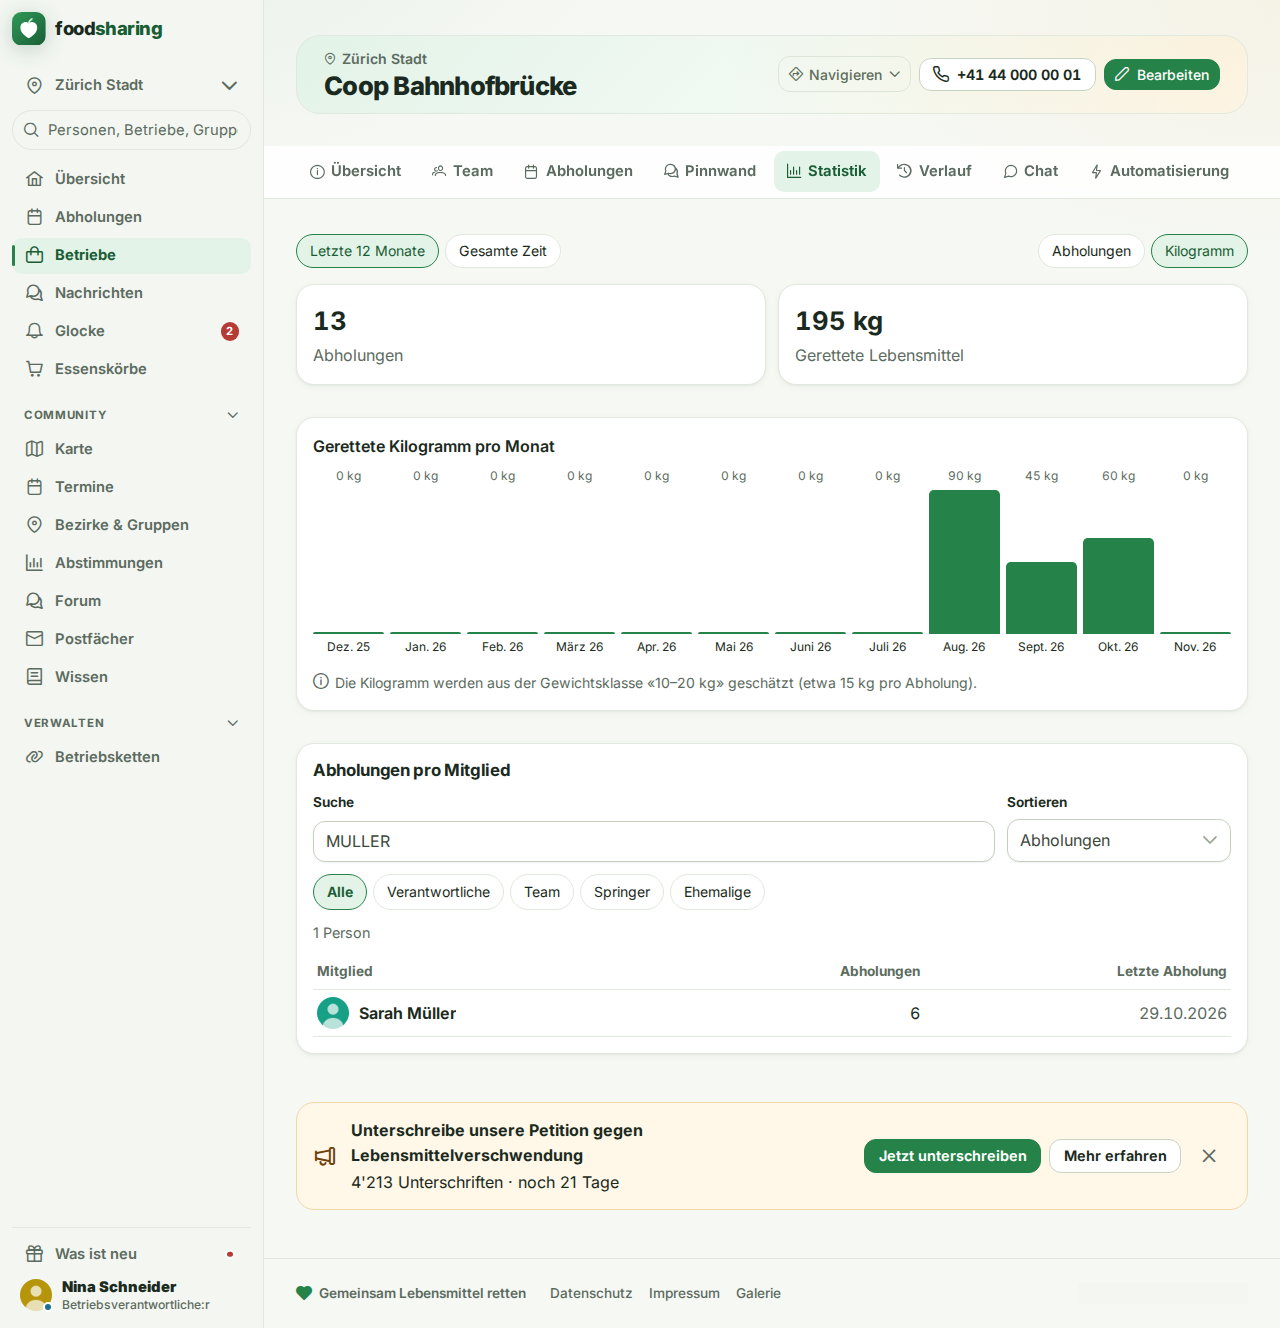 foodsharing
Zürich Stadt
Personen, Betriebe, Grupp
Übersicht
Abholungen
Betriebe
Nachrichten
Glocke 2
Essenskörbe
COMMUNITY
Karte
Termine
Bezirke & Gruppen
Abstimmungen
Forum
Postfächer
Wissen
VERWALTEN
Betriebsketten
Was ist neu
Nina Schneider
Betriebsverantwortliche:r
Zürich Stadt
Coop Bahnhofbrücke
Navigieren +41 44 000 00 01 Bearbeiten
Übersicht Team Abholungen Pinnwand Statistik Verlauf Chat Automatisierung
Letzte 12 Monate Gesamte Zeit Abholungen Kilogramm
13
Abholungen
195 kg
Gerettete Lebensmittel
Gerettete Kilogramm pro Monat
0 kg 0 kg 0 kg 0 kg 0 kg 0 kg 0 kg 0 kg 90 kg 45 kg 60 kg 0 kg
Dez. 25 Jan. 26 Feb. 26 März 26 Apr. 26 Mai 26 Juni 26 Juli 26 Aug. 26 Sept. 26 Okt. 26 Nov. 26
Die Kilogramm werden aus der Gewichtsklasse «10–20 kg» geschätzt (etwa 15 kg pro Abholung).
Abholungen pro Mitglied
Suche Sortieren
MULLER Abholungen
Alle Verantwortliche Team Springer Ehemalige
1 Person
Mitglied Abholungen Letzte Abholung
Sarah Müller 6 29.10.2026
Unterschreibe unsere Petition gegen
Lebensmittelverschwendung
4'213 Unterschriften · noch 21 Tage
Jetzt unterschreiben Mehr erfahren
Gemeinsam Lebensmittel retten Datenschutz Impressum Galerie